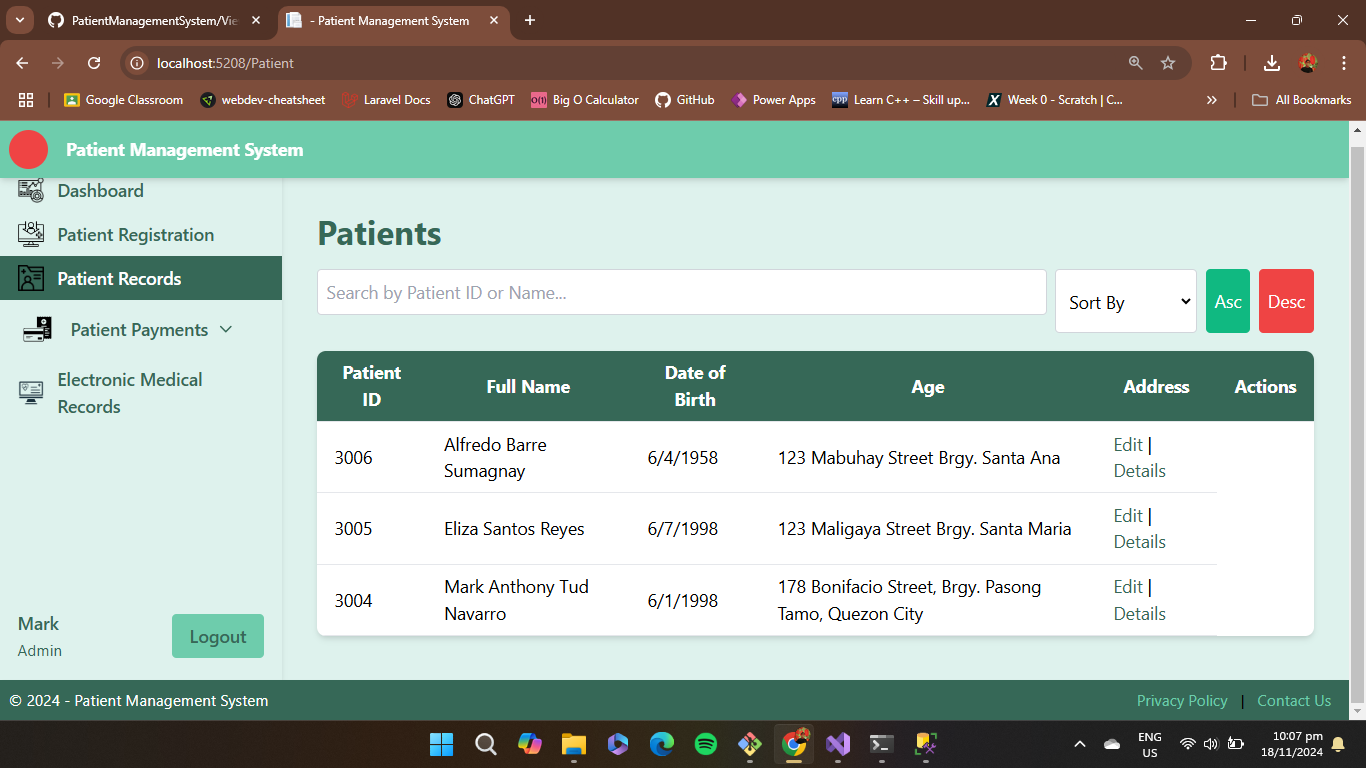 PatientManagementSystem/Vie
- Patient Management System
localhost:5208/Patient
Google Classroom
webdev-cheatsheet
Laravel Docs
ChatGPT
O(1) Big O Calculator
GitHub
Power Apps
cpp Learn C++ – Skill up...
X Week 0 - Scratch | C...
All Bookmarks
Patient Management System
Dashboard
Patient Registration
Patient Records
Patient Payments
Electronic Medical
Records
Mark
Admin
Logout
Patients
Search by Patient ID or Name...
Sort By
Asc
Desc
Patient
ID
Full Name
Date of
Birth
Age
Address
Actions
3006
Alfredo Barre
Sumagnay
6/4/1958
123 Mabuhay Street Brgy. Santa Ana
Edit |
Details
3005
Eliza Santos Reyes
6/7/1998
123 Maligaya Street Brgy. Santa Maria
Edit |
Details
3004
Mark Anthony Tud
Navarro
6/1/1998
178 Bonifacio Street, Brgy. Pasong
Tamo, Quezon City
Edit |
Details
© 2024 - Patient Management System
Privacy Policy | Contact Us
ENG
US
10:07 pm
18/11/2024